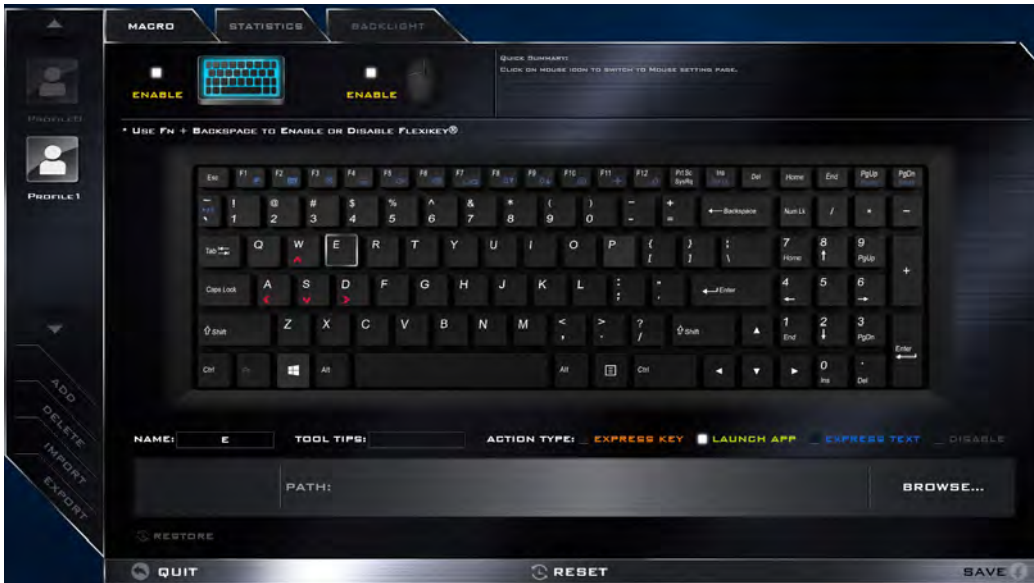 MACRO STATISTICS BACKLIGHT
QUICK SUMMARY:
CLICK ON MOUSE ICON TO SWITCH TO MOUSE SETTING PAGE.
ENABLE ENABLE
* USE FN + BACKSPACE TO ENABLE OR DISABLE FLEXIKEY®
PROFILE 1
Esc F1 F2 F3 F4 F5 F6 F7 F8 F9 F10 F11 F12 Prt Sc Ins Del Home End PgUp PgDn
SysRq
~ ! @ # $ % ^ & * ( ) _ +
` 1 2 3 4 5 6 7 8 9 0 - = Backspace Num Lk / * -
Tab Q W E R T Y U I O P { } | 7 8 9
[ ] \ Home PgUp
+
Caps Lock A S D F G H J K L : " Enter 4 5 6
; '
Shift Z X C V B N M < > ? Shift 1 2 3
, . / End PgDn
Enter
Ctrl Fn Alt Alt Ctrl 0 .
Ins Del
NAME: E TOOL TIPS: ACTION TYPE: EXPRESS KEY LAUNCH APP EXPRESS TEXT DISABLE
PATH: BROWSE...
RESTORE
ADD
DELETE
IMPORT
EXPORT
QUIT RESET SAVE